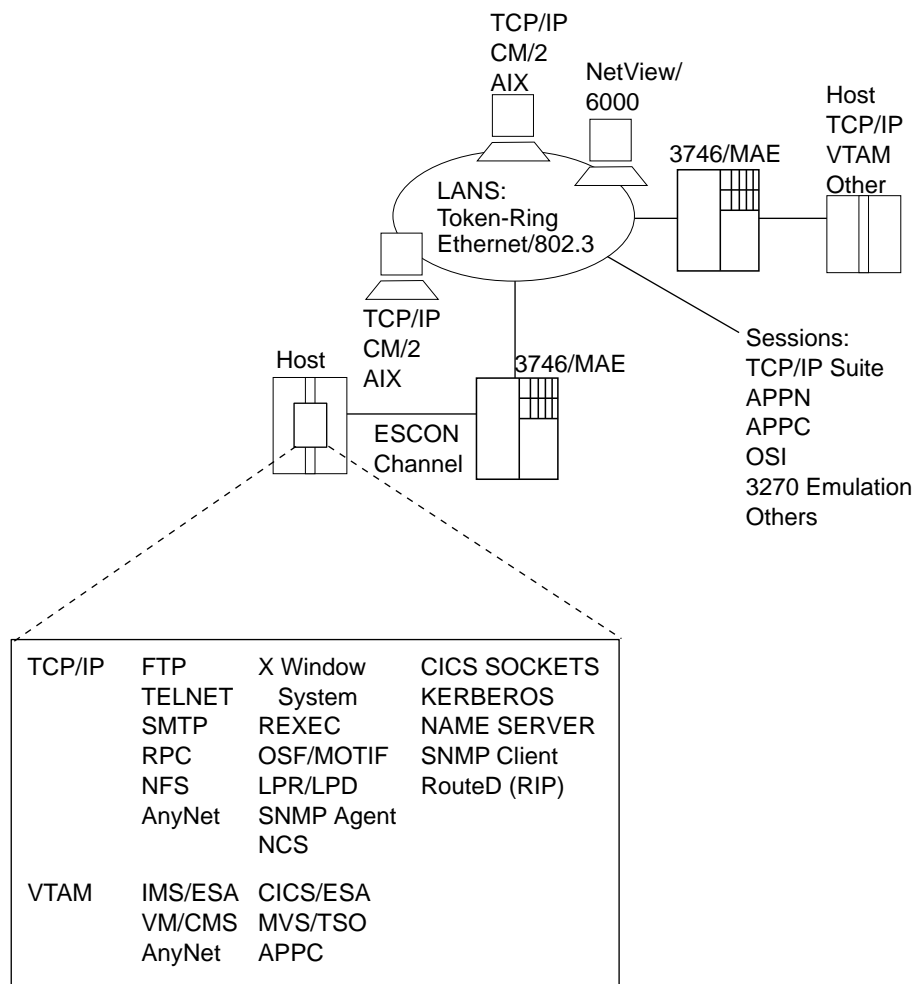 TCP/IP
CM/2
AIX
NetView/
6000
Host
TCP/IP
VTAM
Other
3746/MAE
LANS:
Token-Ring
Ethernet/802.3
TCP/IP
CM/2
AIX
Sessions:
TCP/IP Suite
APPN
APPC
OSI
3270 Emulation
Others
Host
3746/MAE
ESCON
Channel
TCP/IP FTP X Window CICS SOCKETS
TELNET System KERBEROS
SMTP REXEC NAME SERVER
RPC OSF/MOTIF SNMP Client
NFS LPR/LPD RouteD (RIP)
AnyNet SNMP Agent
NCS
VTAM IMS/ESA CICS/ESA
VM/CMS MVS/TSO
AnyNet APPC